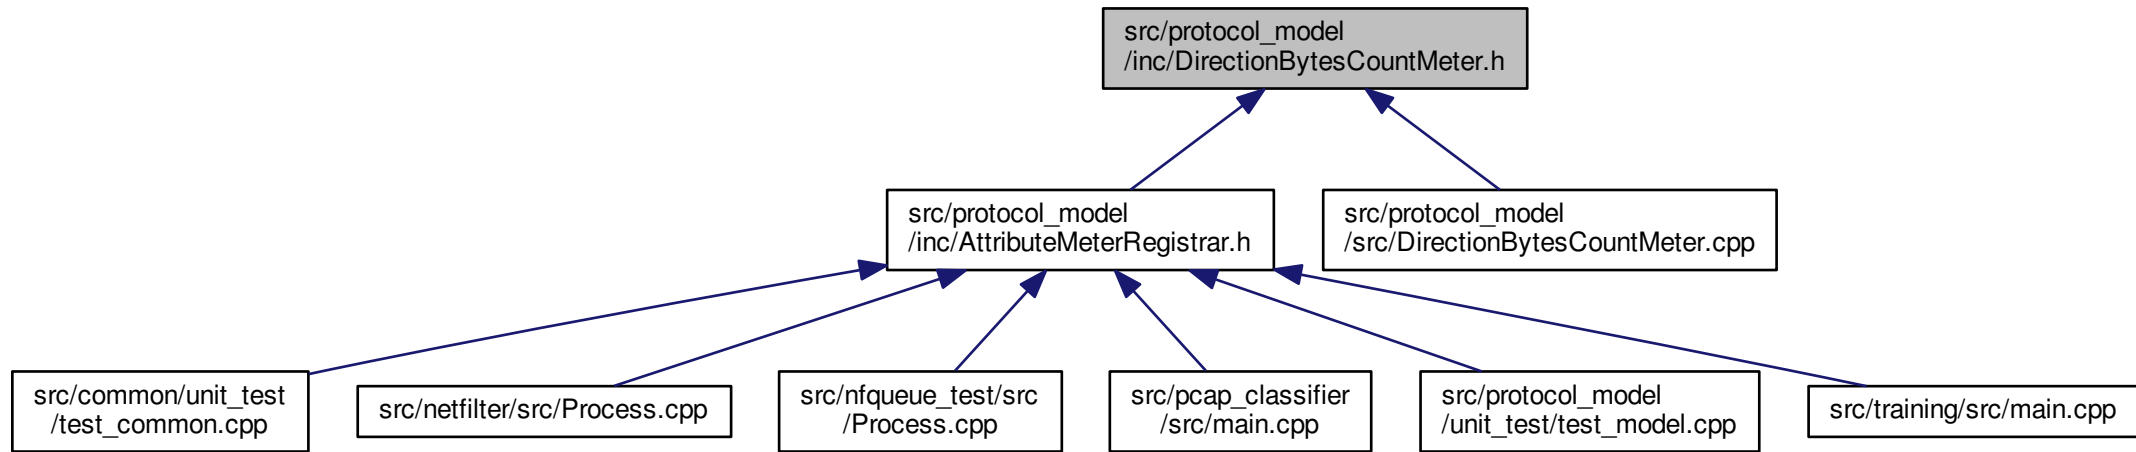 src/protocol_model
/inc/DirectionBytesCountMeter.h
src/protocol_model
/inc/AttributeMeterRegistrar.h
src/protocol_model
/src/DirectionBytesCountMeter.cpp
src/common/unit_test
/test_common.cpp
src/netfilter/src/Process.cpp
src/nfqueue_test/src
/Process.cpp
src/pcap_classifier
/src/main.cpp
src/protocol_model
/unit_test/test_model.cpp
src/training/src/main.cpp